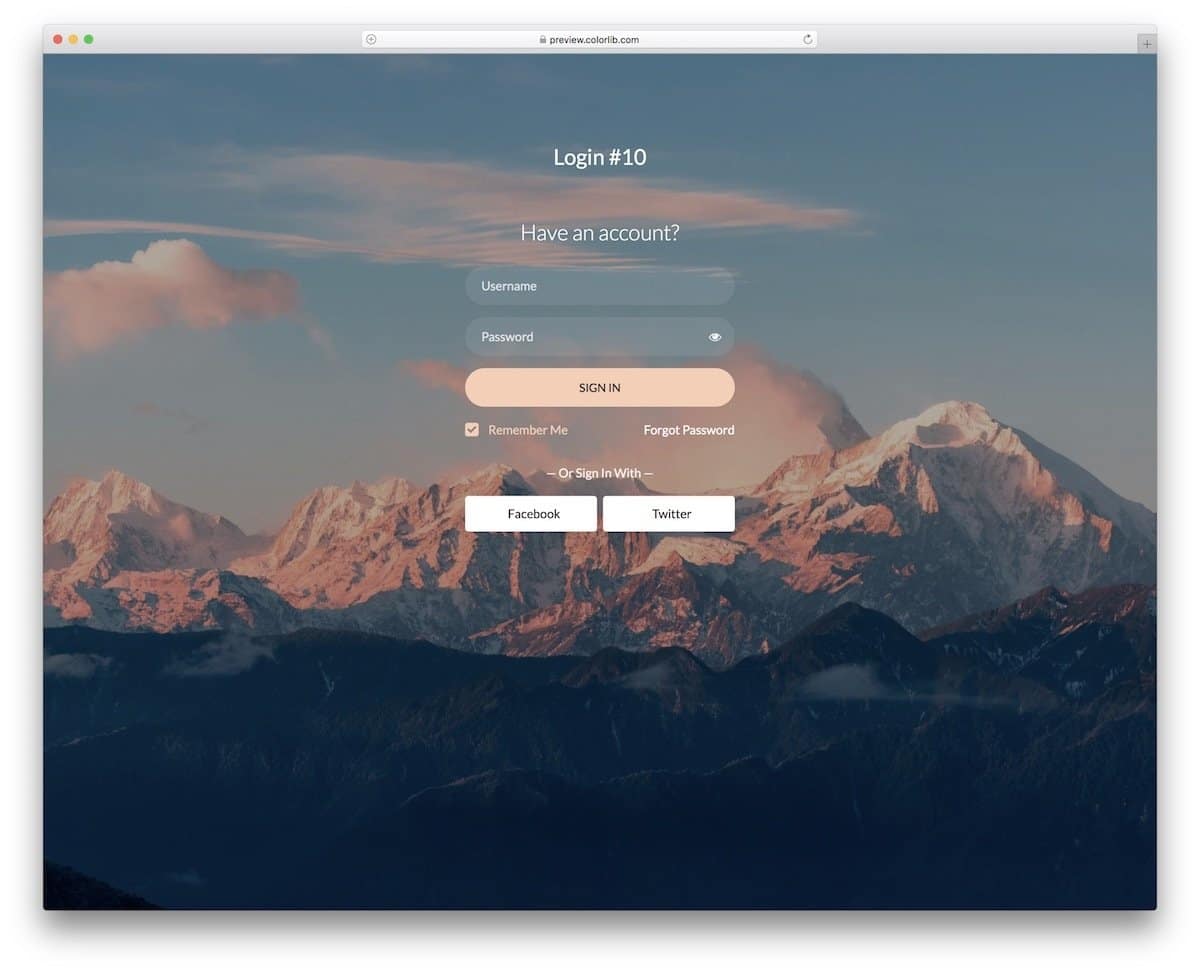 preview.colorlib.com
Login #10
Have an account?
Username
Password
SIGN IN
Remember Me Forgot Password
— Or Sign In With —
Facebook Twitter